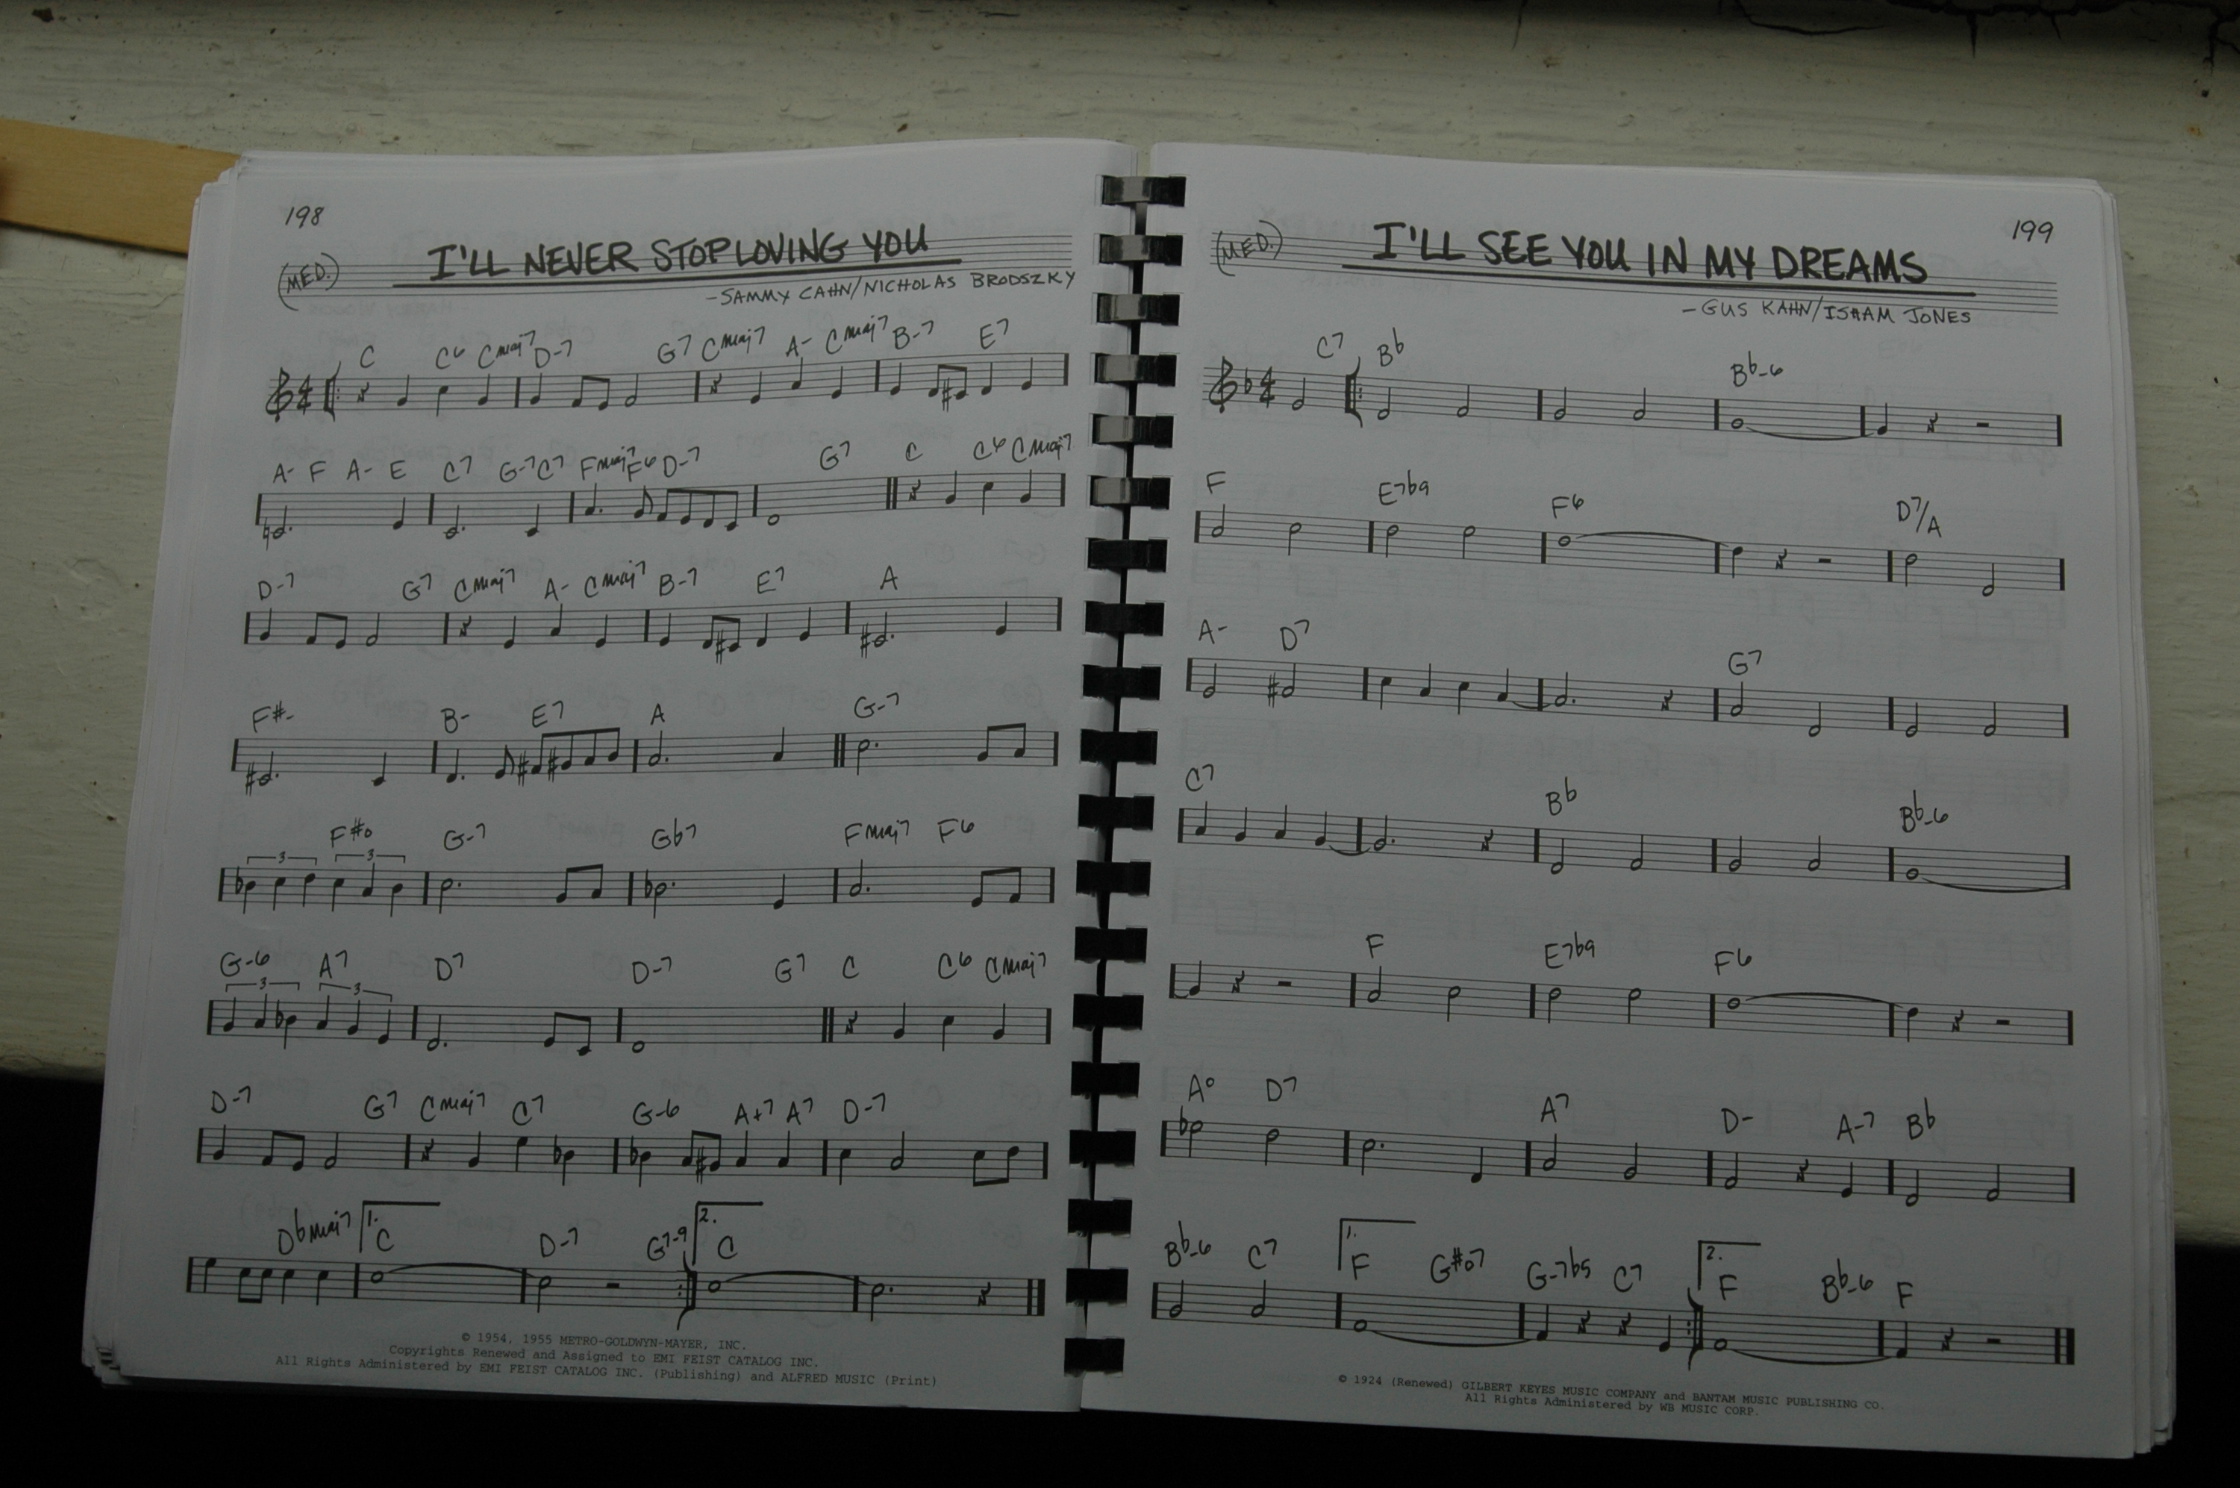 198
I'LL NEVER STOP LOVING YOU
(MED.)
-SAMMY CAHN/NICHOLAS BRODSZKY
C C6 Cmaj7 D-7 G7 Cmaj7 A- Cmaj7 B-7 E7
A- F A- E C7 G-7 C7 Fmaj7 F6 D-7 G7 C C6 Cmaj7
D-7 G7 Cmaj7 A- Cmaj7 B-7 E7 A
F#- B- E7 A G-7
3 F#o 3 G-7 Gb7 Fmaj7 F6
G-6 3 A7 3 D7 D-7 G7 C C6 Cmaj7
D-7 G7 Cmaj7 C7 G-6 A+7 A7 D-7
Dbmaj7 1. C D-7 G7-9 2. C
© 1954, 1955 METRO-GOLDWYN-MAYER, INC.
Copyrights Renewed and Assigned to EMI FEIST CATALOG INC.
All Rights Administered by EMI FEIST CATALOG INC. (Publishing) and ALFRED MUSIC (Print)
199
I'LL SEE YOU IN MY DREAMS
(MED.)
-GUS KAHN/ISHAM JONES
C7 Bb Bb-6
F E7b9 F6 D7/A
A- D7 G7
C7 Bb Bb-6
F E7b9 F6
Ao D7 A7 D- A-7 Bb
Bb-6 C7 1. F G#o7 G-7b5 C7 2. F Bb-6 F
© 1924 (Renewed) GILBERT KEYES MUSIC COMPANY and BANTAM MUSIC PUBLISHING CO.
All Rights Administered by WB MUSIC CORP.